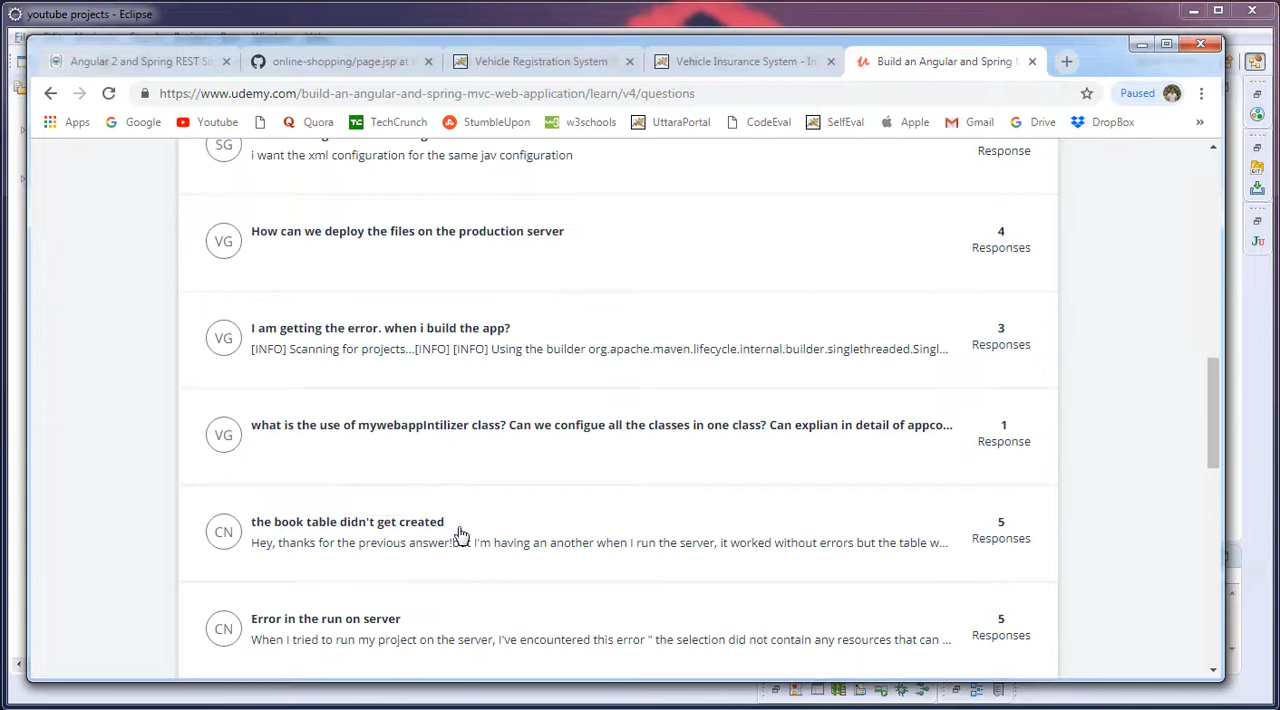 youtube projects - Eclipse
Angular 2 and Spring REST Si
online-shopping/page.jsp at
Vehicle Registration System
Vehicle Insurance System - In
Build an Angular and Spring
https://www.udemy.com/build-an-angular-and-spring-mvc-web-application/learn/v4/questions
Paused
Apps
Google
Youtube
Quora
TechCrunch
StumbleUpon
w3schools
UttaraPortal
CodeEval
SelfEval
Apple
Gmail
Drive
DropBox
»
SG
i want the xml configuration for the same jav configuration
Response
VG
How can we deploy the files on the production server
4
Responses
VG
I am getting the error. when i build the app?
[INFO] Scanning for projects...[INFO] [INFO] Using the builder org.apache.maven.lifecycle.internal.builder.singlethreaded.Singl...
3
Responses
VG
what is the use of mywebappIntilizer class? Can we configue all the classes in one class? Can explian in detail of appco...
1
Response
CN
the book table didn't get created
Hey, thanks for the previous answer! I'm having an another when I run the server, it worked without errors but the table w...
5
Responses
CN
Error in the run on server
When I tried to run my project on the server, I've encountered this error " the selection did not contain any resources that can ...
5
Responses